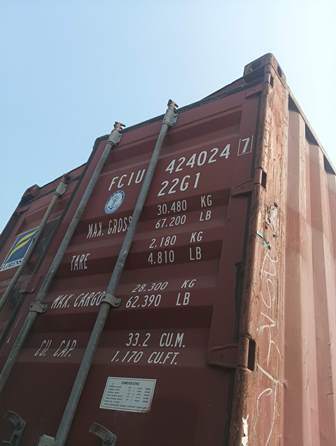 FCIU 424024 7
22G1
30.480 KG
MAX. GROSS 67.200 LB
2.180 KG
TARE 4.810 LB
28.300 KG
MAX. CARGO 62.390 LB
33.2 CU.M.
CU. CAP. 1.170 CU.FT.